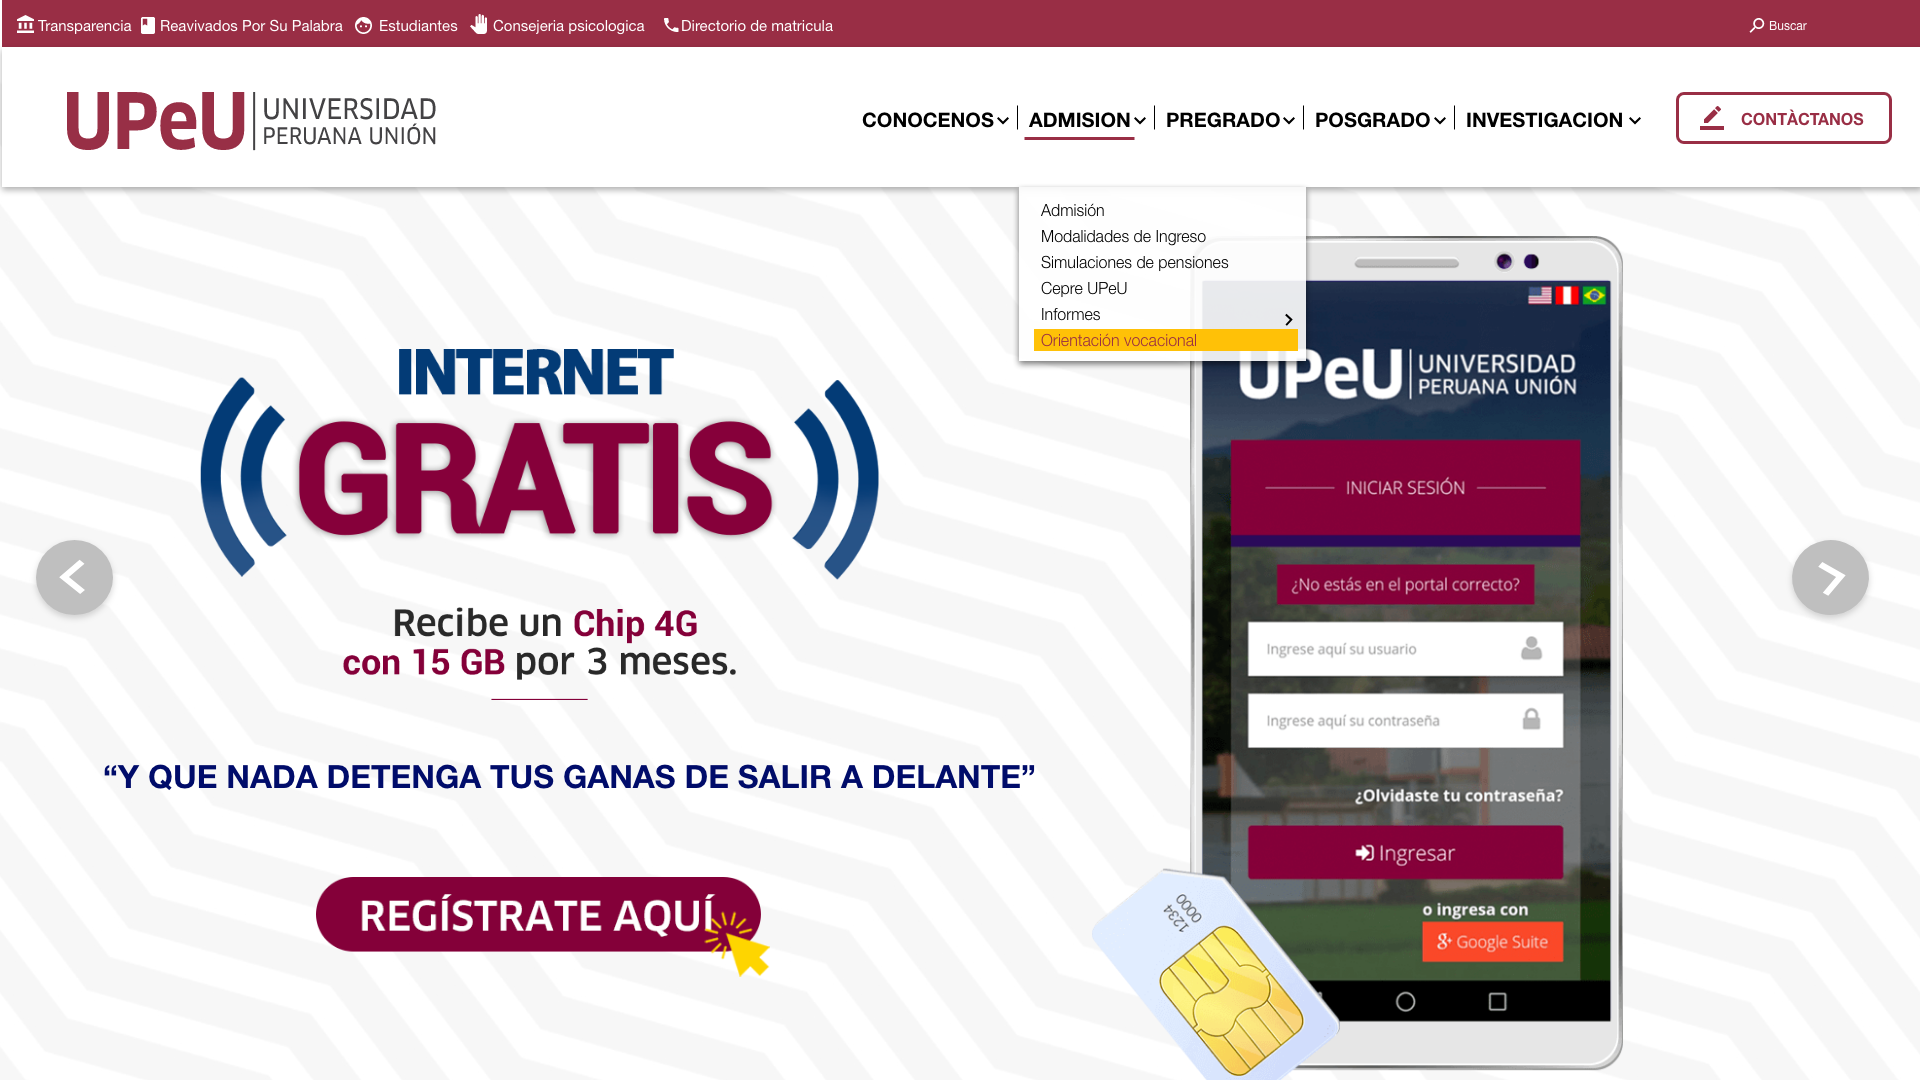 Transparencia Reavivados Por Su Palabra Estudiantes Consejeria psicologica Directorio de matricula Buscar
UPeU UNIVERSIDAD
PERUANA UNIÓN
CONOCENOS ADMISION PREGRADO POSGRADO INVESTIGACION CONTÀCTANOS
Admisión
Modalidades de Ingreso
Simulaciones de pensiones
Cepre UPeU
Informes
Orientación vocacional
INTERNET
GRATIS
Recibe un Chip 4G
con 15 GB por 3 meses.
“Y QUE NADA DETENGA TUS GANAS DE SALIR A DELANTE”
REGÍSTRATE AQUÍ
UPeU UNIVERSIDAD
PERUANA UNIÓN
INICIAR SESIÓN
¿No estás en el portal correcto?
Ingrese aquí su usuario
Ingrese aquí su contraseña
¿Olvidaste tu contraseña?
Ingresar
o ingresa con
g+ Google Suite
0000
1234